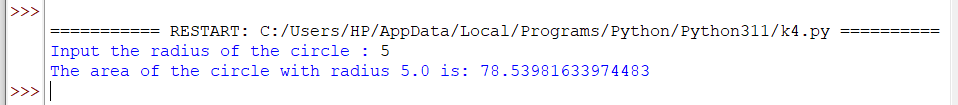 >>>
=========== RESTART: C:/Users/HP/AppData/Local/Programs/Python/Python311/k4.py ==========
Input the radius of the circle : 5
The area of the circle with radius 5.0 is: 78.53981633974483
>>>